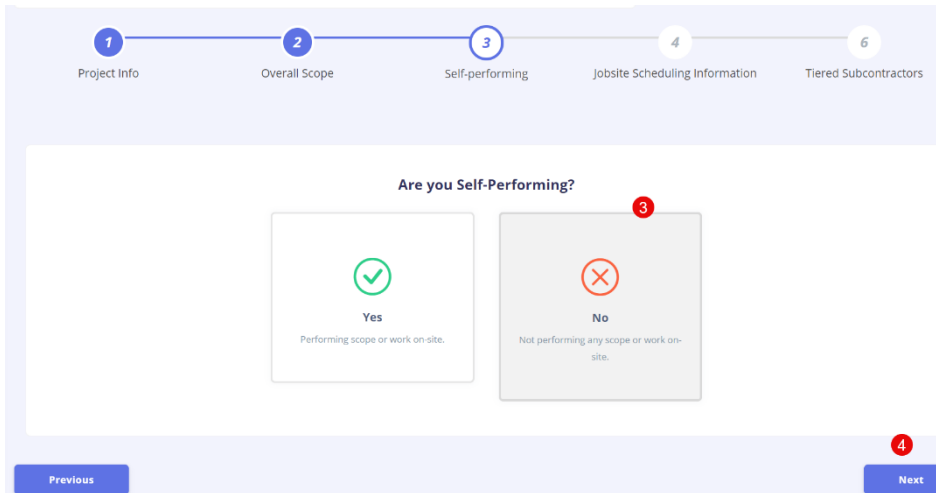 1
2
3
4
6
Project Info
Overall Scope
Self-performing
Jobsite Scheduling Information
Tiered Subcontractors
Are you Self-Performing?
3
Yes
Performing scope or work on-site.
No
Not performing any scope or work on-
site.
4
Previous
Next